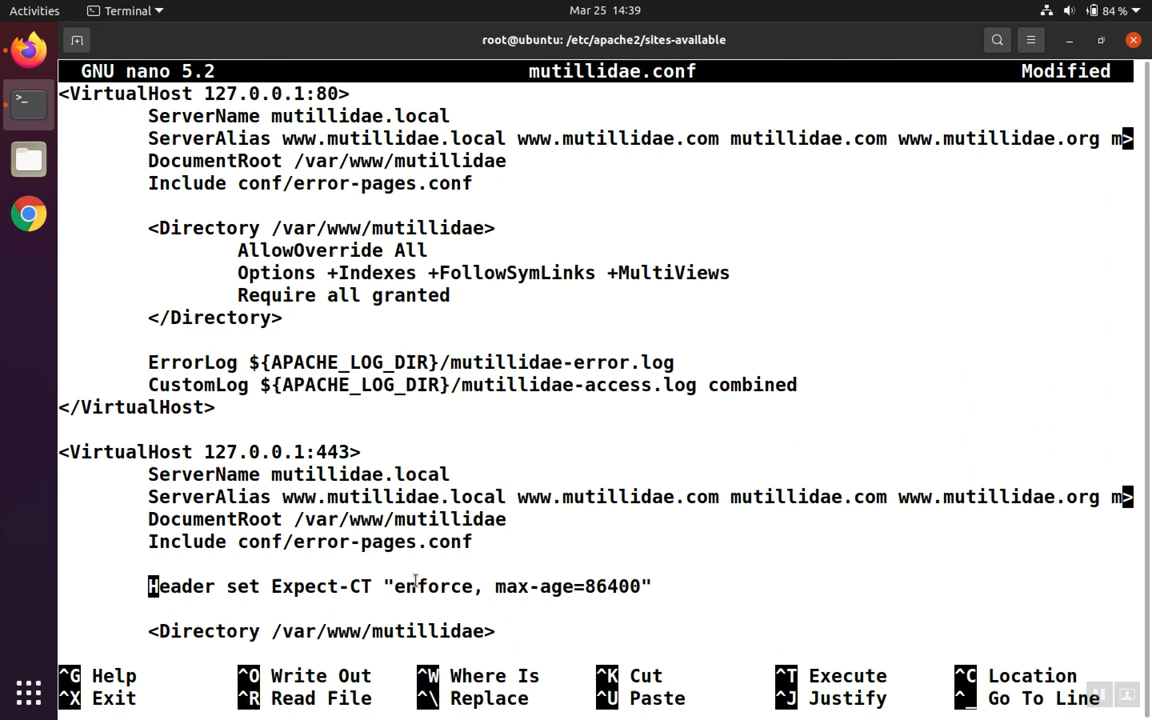 Activities Terminal Mar 25 14:39 84 %
root@ubuntu: /etc/apache2/sites-available
GNU nano 5.2 mutillidae.conf Modified
<VirtualHost 127.0.0.1:80>
ServerName mutillidae.local
ServerAlias www.mutillidae.local www.mutillidae.com mutillidae.com www.mutillidae.org m>
DocumentRoot /var/www/mutillidae
Include conf/error-pages.conf
<Directory /var/www/mutillidae>
AllowOverride All
Options +Indexes +FollowSymLinks +MultiViews
Require all granted
</Directory>
ErrorLog ${APACHE_LOG_DIR}/mutillidae-error.log
CustomLog ${APACHE_LOG_DIR}/mutillidae-access.log combined
</VirtualHost>
<VirtualHost 127.0.0.1:443>
ServerName mutillidae.local
ServerAlias www.mutillidae.local www.mutillidae.com mutillidae.com www.mutillidae.org m>
DocumentRoot /var/www/mutillidae
Include conf/error-pages.conf
Header set Expect-CT "enforce, max-age=86400"
<Directory /var/www/mutillidae>
^G Help ^O Write Out ^W Where Is ^K Cut ^T Execute ^C Location
^X Exit ^R Read File ^\ Replace ^U Paste ^J Justify ^_ Go To Line